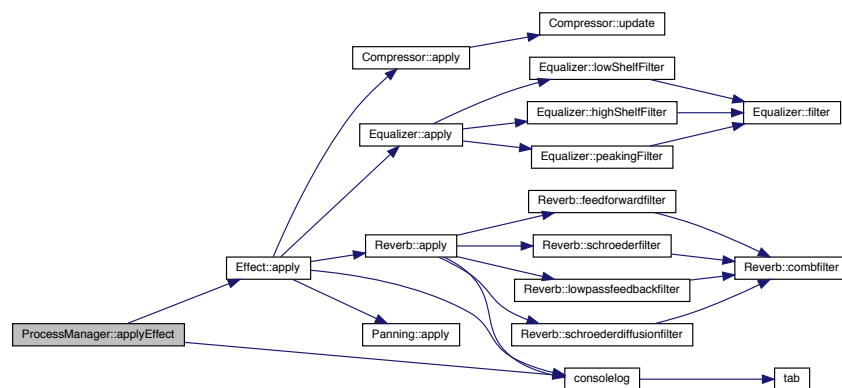 Compressor::update
Compressor::apply
Equalizer::lowShelfFilter
Equalizer::highShelfFilter
Equalizer::filter
Equalizer::apply
Equalizer::peakingFilter
Reverb::feedforwardfilter
Reverb::apply
Reverb::schroederfilter
Effect::apply
Reverb::combfilter
Reverb::lowpassfeedbackfilter
ProcessManager::applyEffect
Panning::apply
Reverb::schroederdiffusionfilter
consolelog
tab